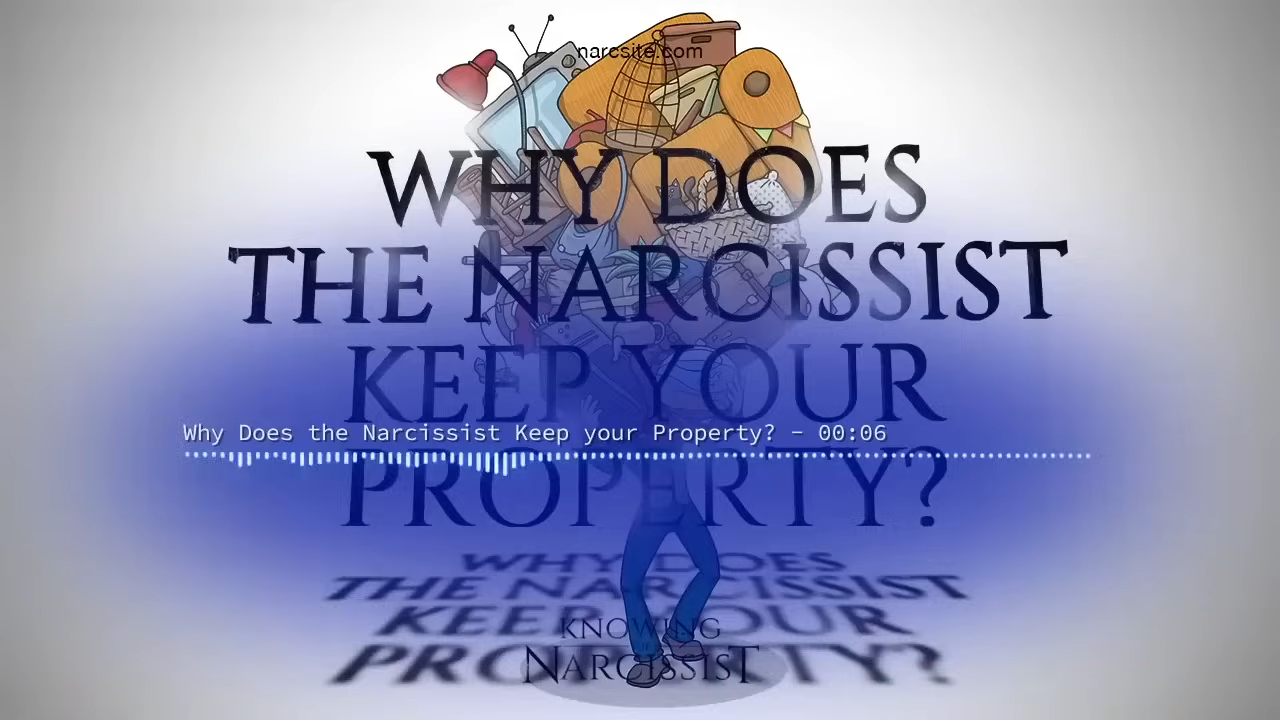 narcsite.com
WHY DOES
THE NARCISSIST
KEEP YOUR
Why Does the Narcissist Keep your Property? - 00:06
PROPERTY?
WHY DOES
THE NARCISSIST
KEEP YOUR
KNOWING
PROPERTY?
NARCISSIST